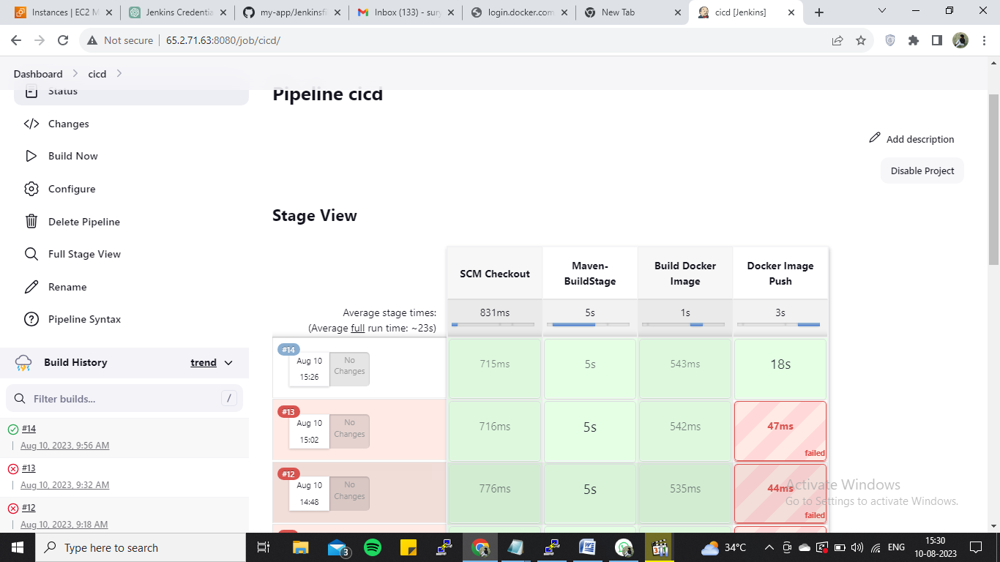 Instances | EC2 M
Jenkins Credentia
my-app/Jenkinsfi
Inbox (133) - sury
login.docker.com
New Tab
cicd [Jenkins]
Not secure
65.2.71.63:8080/job/cicd/
Dashboard
cicd
Status
Changes
Build Now
Configure
Delete Pipeline
Full Stage View
Rename
Pipeline Syntax
Build History
trend
Filter builds...
/
#14
Aug 10, 2023, 9:56 AM
#13
Aug 10, 2023, 9:32 AM
#12
Aug 10, 2023, 9:18 AM
Pipeline cicd
Add description
Disable Project
Stage View
SCM Checkout
Maven-
BuildStage
Build Docker
Image
Docker Image
Push
Average stage times:
(Average full run time: ~23s)
831ms
5s
1s
3s
#14
Aug 10
15:26
No
Changes
715ms
5s
543ms
18s
#13
Aug 10
15:02
No
Changes
716ms
5s
542ms
47ms
failed
#12
Aug 10
14:48
No
Changes
776ms
5s
535ms
44ms
failed
Activate Windows
Go to Settings to activate Windows.
Type here to search
3
34°C
ENG
15:30
10-08-2023